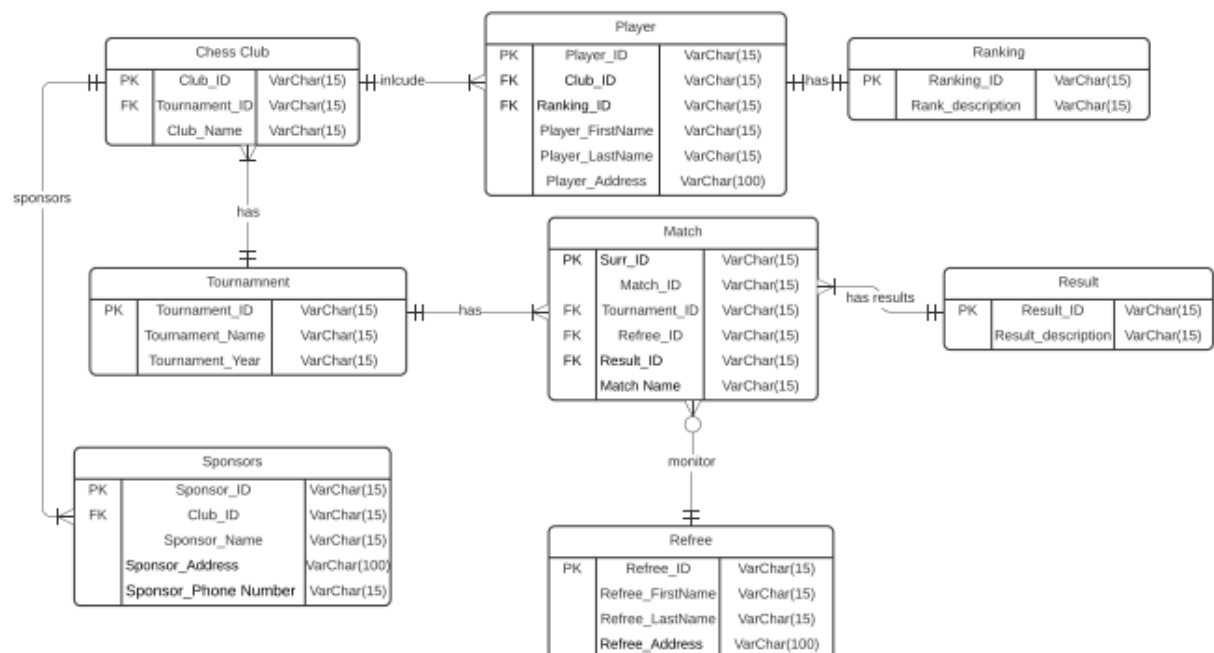 Chess Club
PK Club_ID VarChar(15)
FK Tournament_ID VarChar(15)
Club_Name VarChar(15)
inlcude
Player
PK Player_ID VarChar(15)
FK Club_ID VarChar(15)
FK Ranking_ID VarChar(15)
Player_FirstName VarChar(15)
Player_LastName VarChar(15)
Player_Address VarChar(100)
has
Ranking
PK Ranking_ID VarChar(15)
Rank_description VarChar(15)
sponsors
has
Tournamnent
PK Tournament_ID VarChar(15)
Tournament_Name VarChar(15)
Tournament_Year VarChar(15)
has
Match
PK Surr_ID VarChar(15)
Match_ID VarChar(15)
FK Tournament_ID VarChar(15)
FK Refree_ID VarChar(15)
FK Result_ID VarChar(15)
Match Name VarChar(15)
has results
Result
PK Result_ID VarChar(15)
Result_description VarChar(15)
Sponsors
PK Sponsor_ID VarChar(15)
FK Club_ID VarChar(15)
Sponsor_Name VarChar(15)
Sponsor_Address VarChar(100)
Sponsor_Phone Number VarChar(15)
monitor
Refree
PK Refree_ID VarChar(15)
Refree_FirstName VarChar(15)
Refree_LastName VarChar(15)
Refree_Address VarChar(100)